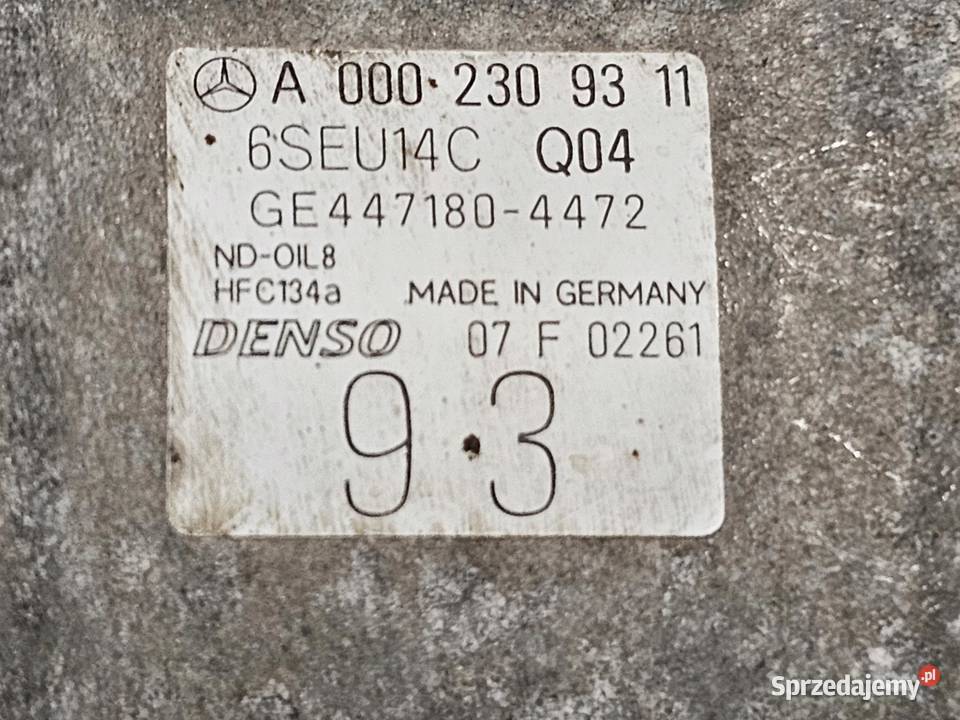 A 000 230 93 11
6SEU14C Q04
GE447180-4472
ND-OIL8
HFC134a MADE IN GERMANY
DENSO 07 F 02261
93
Sprzedajemy.pl